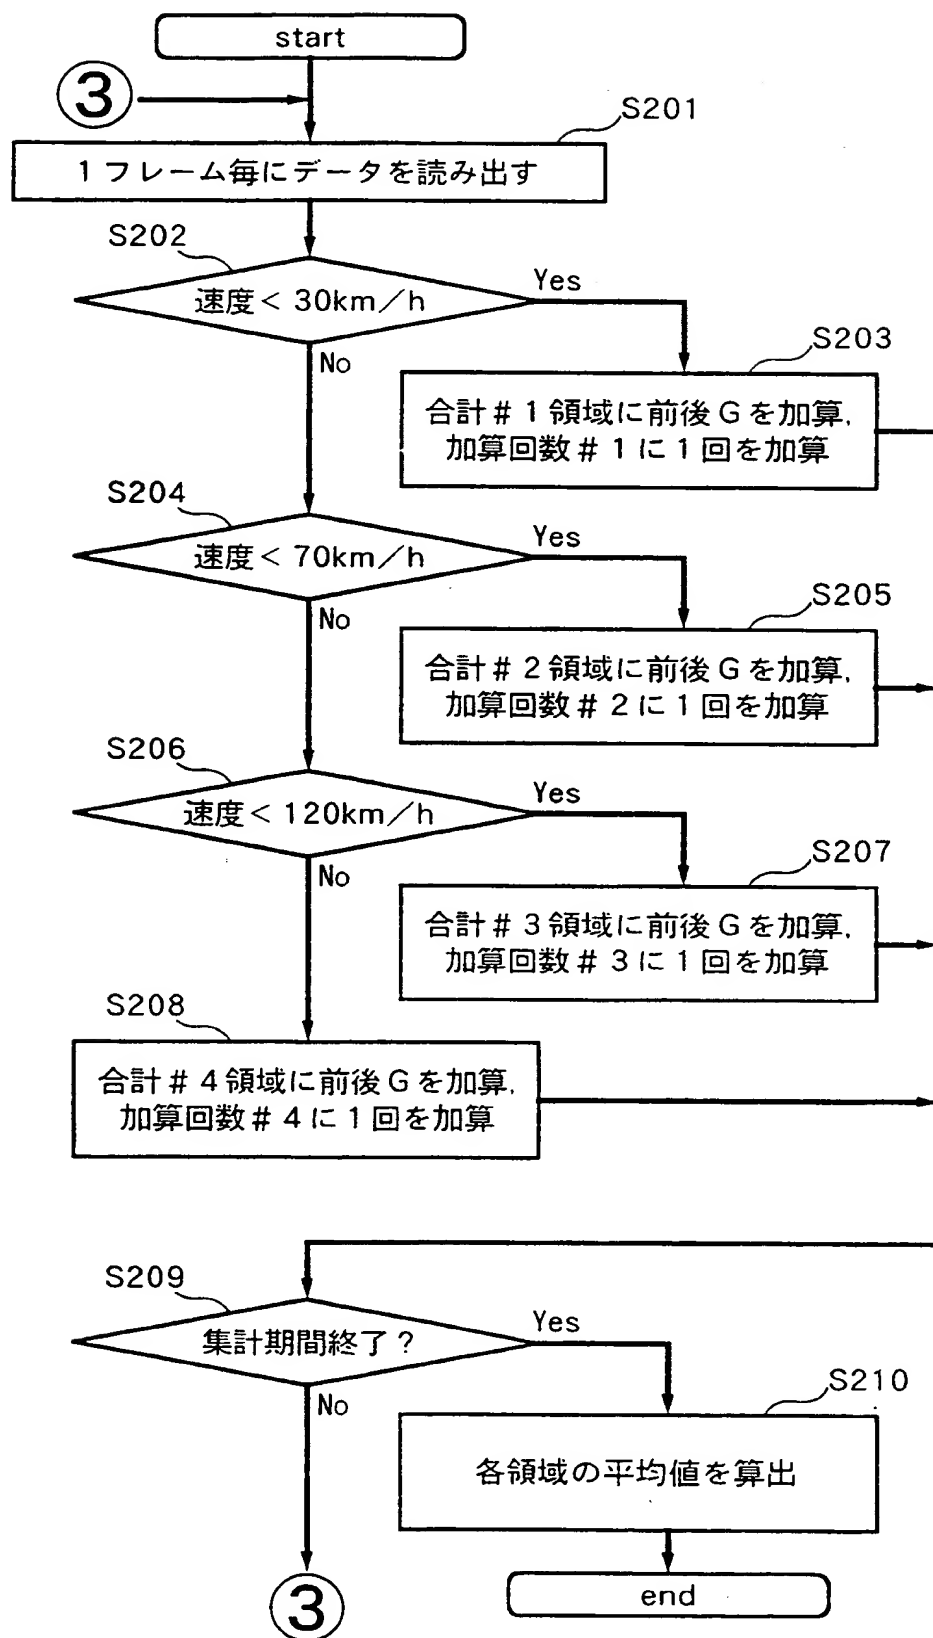 start
③
S201
1フレーム毎にデータを読み出す
S202
速度<30km/h
Yes
No
S203
合計#1領域に前後Gを加算,
加算回数#1に1回を加算
S204
速度<70km/h
Yes
No
S205
合計#2領域に前後Gを加算,
加算回数#2に1回を加算
S206
速度<120km/h
Yes
No
S207
合計#3領域に前後Gを加算,
加算回数#3に1回を加算
S208
合計#4領域に前後Gを加算,
加算回数#4に1回を加算
S209
集計期間終了?
Yes
No
S210
各領域の平均値を算出
③
end